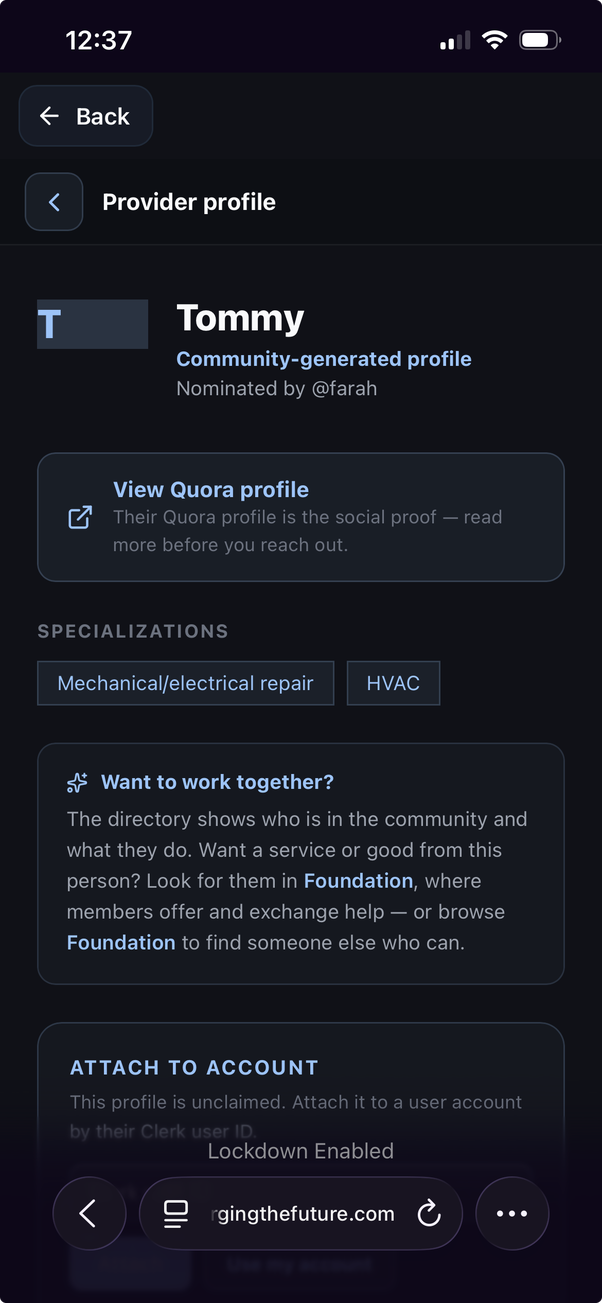 12:37
Back
Provider profile
T
Tommy
Community-generated profile
Nominated by @farah
View Quora profile
Their Quora profile is the social proof — read
more before you reach out.
SPECIALIZATIONS
Mechanical/electrical repair
HVAC
Want to work together?
The directory shows who is in the community and
what they do. Want a service or good from this
person? Look for them in Foundation, where
members offer and exchange help — or browse
Foundation to find someone else who can.
ATTACH TO ACCOUNT
This profile is unclaimed. Attach it to a user account
by their Clerk user ID.
Lockdown Enabled
rgingthefuture.com
Use my account